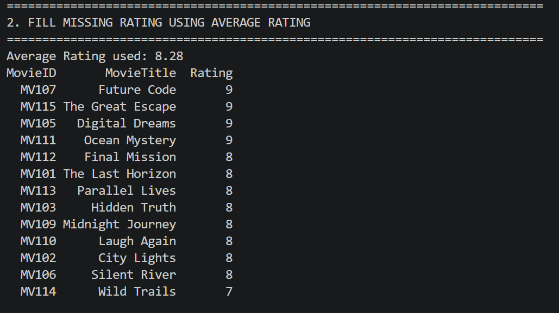 ================================================================================
2. FILL MISSING RATING USING AVERAGE RATING
================================================================================
Average Rating used: 8.28
MovieID       MovieTitle  Rating
  MV107      Future Code       9
  MV115 The Great Escape       9
  MV105   Digital Dreams       9
  MV111    Ocean Mystery       9
  MV112    Final Mission       8
  MV101 The Last Horizon       8
  MV113   Parallel Lives       8
  MV103     Hidden Truth       8
  MV109 Midnight Journey       8
  MV110      Laugh Again       8
  MV102      City Lights       8
  MV106     Silent River       8
  MV114      Wild Trails       7